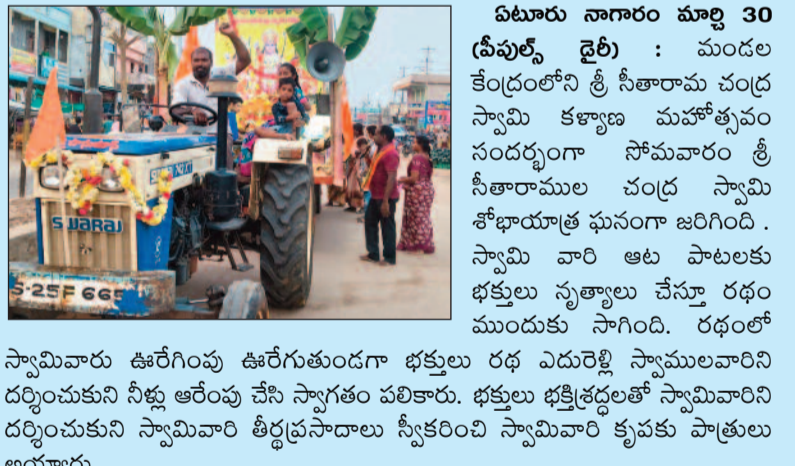 ఏటూరు నాగారం మార్చి 30
(పీపుల్స్ డైరీ) : మండల
కేంద్రంలోని శ్రీ సీతారామ చంద్ర
స్వామి కళ్యాణ మహోత్సవం
సందర్భంగా సోమవారం శ్రీ
సీతారాముల చంద్ర స్వామి
శోభాయాత్ర ఘనంగా జరిగింది .
స్వామి వారి ఆట పాటలకు
భక్తులు నృత్యాలు చేస్తూ రథం
ముందుకు సాగింది. రథంలో
స్వామివారు ఊరేగింపు ఊరేగుతుండగా భక్తులు రథ ఎదురెళ్లి స్వాములవారిని
దర్శించుకుని నీళ్లు ఆరేంపు చేసి స్వాగతం పలికారు. భక్తులు భక్తిశ్రద్ధలతో స్వామివారిని
దర్శించుకుని స్వామివారి తీర్థప్రసాదాలు స్వీకరించి స్వామివారి కృపకు పాత్రులు
SWARAJ